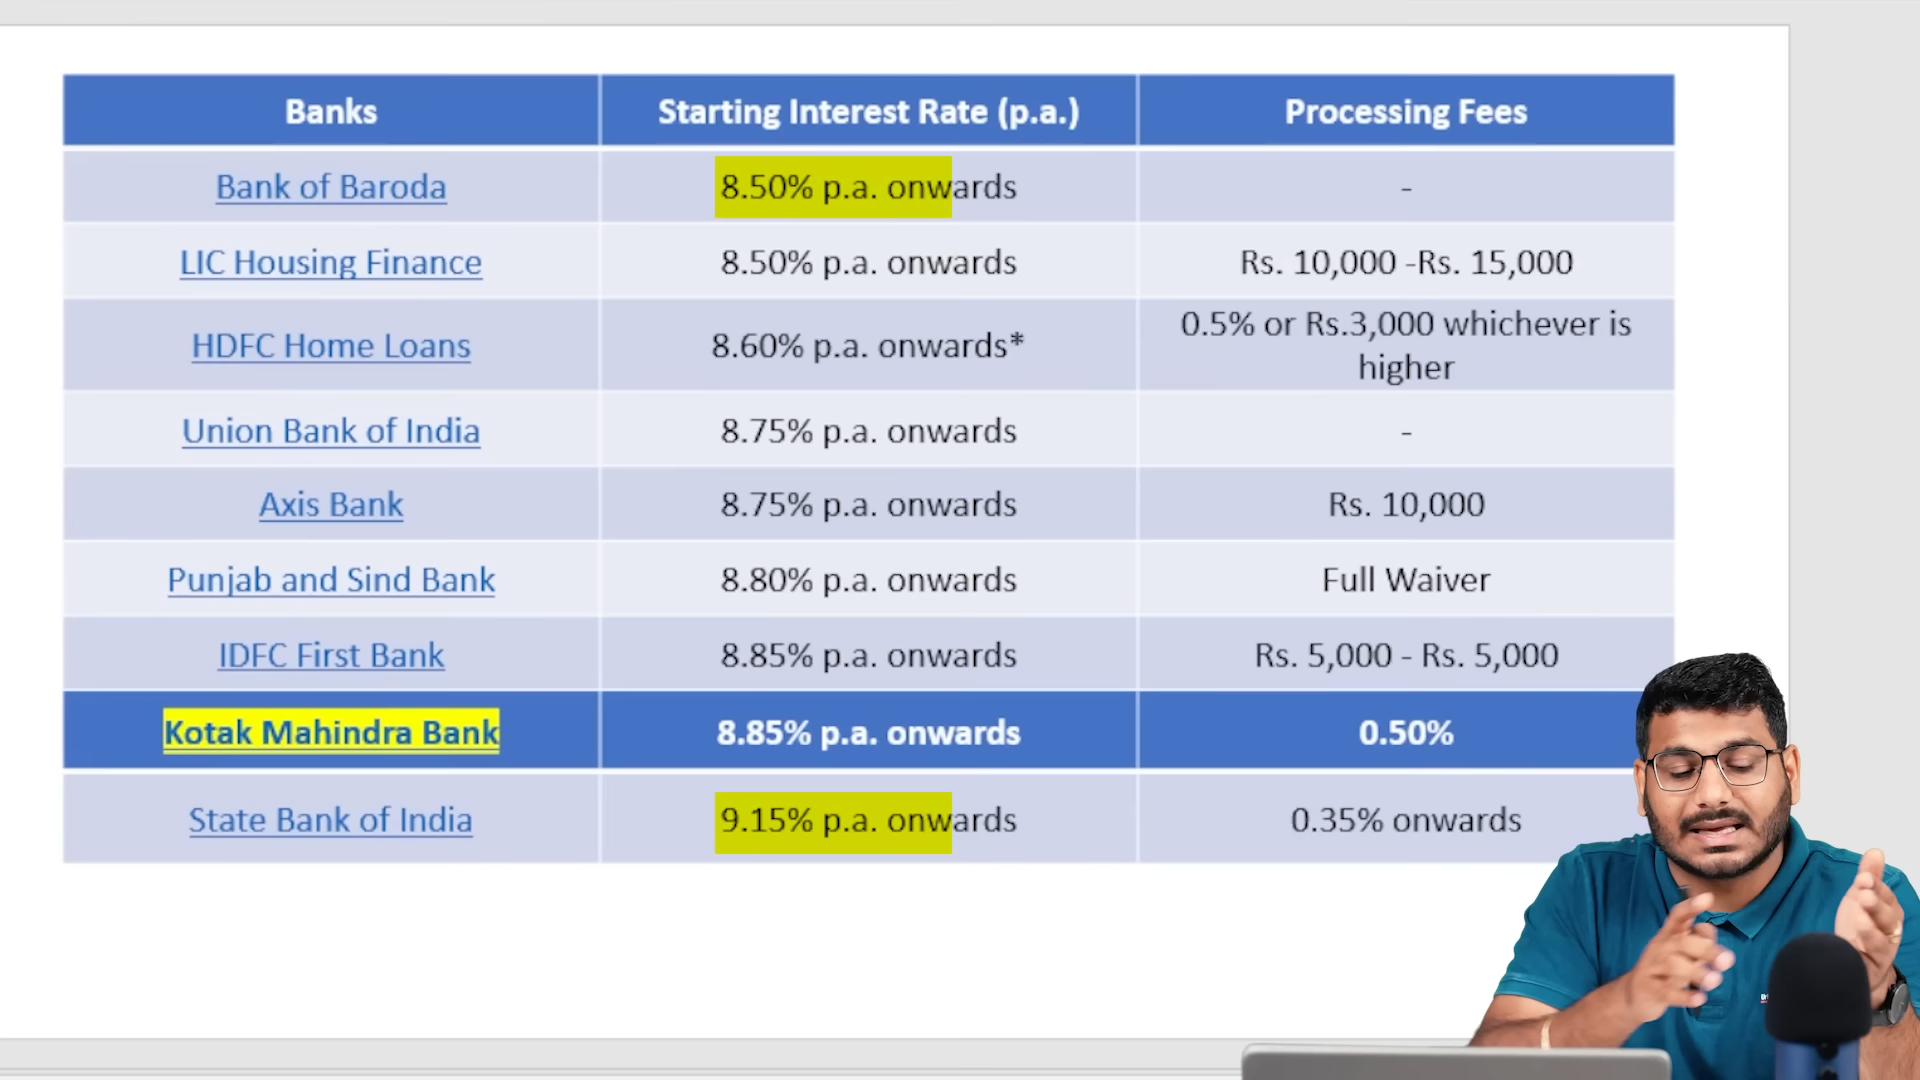 Banks Starting Interest Rate (p.a.) Processing Fees
Bank of Baroda 8.50% p.a. onwards -
LIC Housing Finance 8.50% p.a. onwards Rs. 10,000 -Rs. 15,000
HDFC Home Loans 8.60% p.a. onwards* 0.5% or Rs.3,000 whichever is
higher
Union Bank of India 8.75% p.a. onwards -
Axis Bank 8.75% p.a. onwards Rs. 10,000
Punjab and Sind Bank 8.80% p.a. onwards Full Waiver
IDFC First Bank 8.85% p.a. onwards Rs. 5,000 - Rs. 5,000
Kotak Mahindra Bank 8.85% p.a. onwards 0.50%
State Bank of India 9.15% p.a. onwards 0.35% onwards